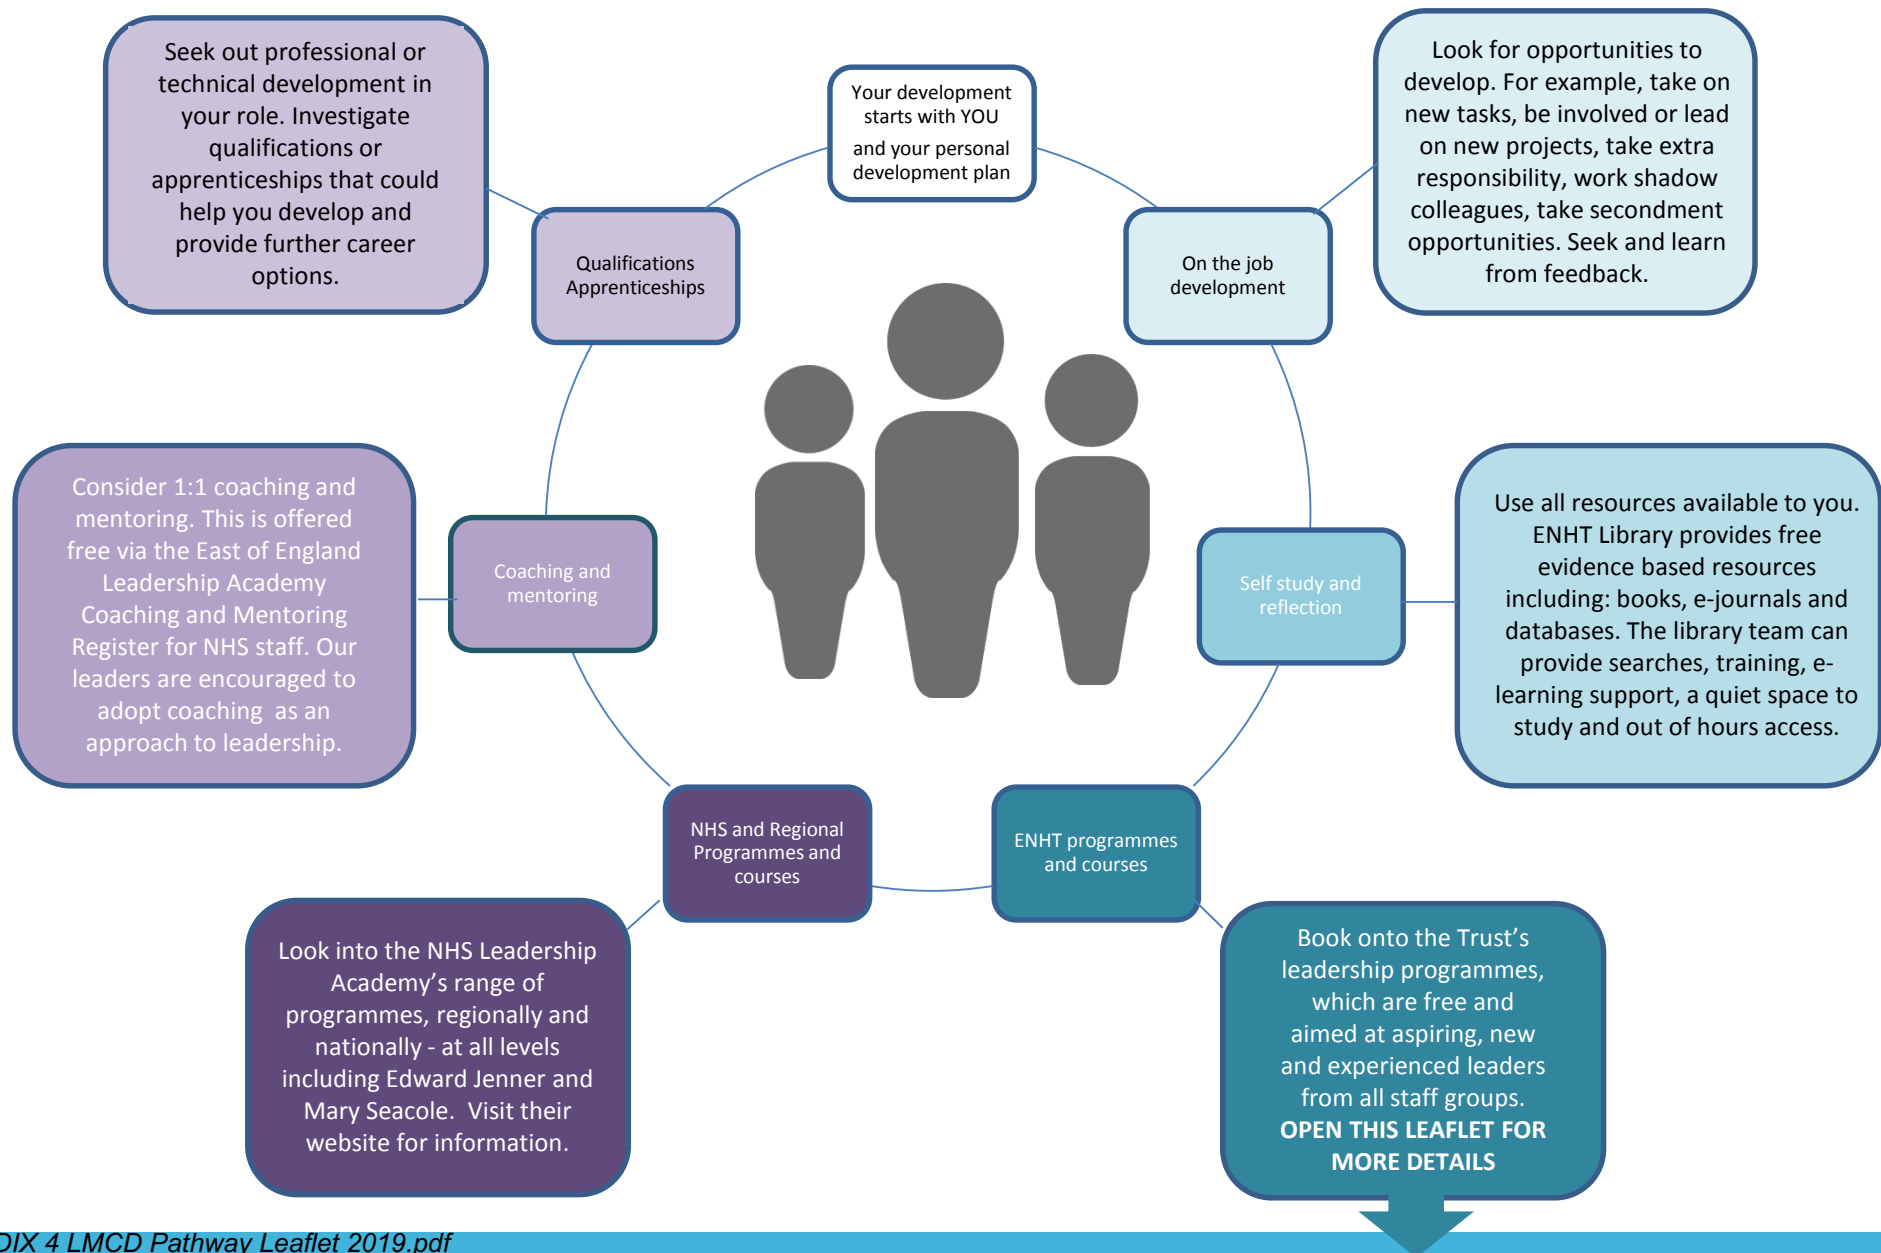 Seek out professional or
technical development in
your role. Investigate
qualifications or
apprenticeships that could
help you develop and
provide further career
options.
Your development
starts with YOU
and your personal
development plan
Look for opportunities to
develop. For example, take on
new tasks, be involved or lead
on new projects, take extra
responsibility, work shadow
colleagues, take secondment
opportunities. Seek and learn
from feedback.
Qualifications
Apprenticeships
On the job
development
Consider 1:1 coaching and
mentoring. This is offered
free via the East of England
Leadership Academy
Coaching and Mentoring
Register for NHS staff. Our
leaders are encouraged to
adopt coaching as an
approach to leadership.
Coaching and
mentoring
Self study and
reflection
Use all resources available to you.
ENHT Library provides free
evidence based resources
including: books, e-journals and
databases. The library team can
provide searches, training, e-
learning support, a quiet space to
study and out of hours access.
NHS and Regional
Programmes and
courses
ENHT programmes
and courses
Look into the NHS Leadership
Academy’s range of
programmes, regionally and
nationally - at all levels
including Edward Jenner and
Mary Seacole. Visit their
website for information.
Book onto the Trust’s
leadership programmes,
which are free and
aimed at aspiring, new
and experienced leaders
from all staff groups.
OPEN THIS LEAFLET FOR
MORE DETAILS
DIX 4 LMCD Pathway Leaflet 2019.pdf